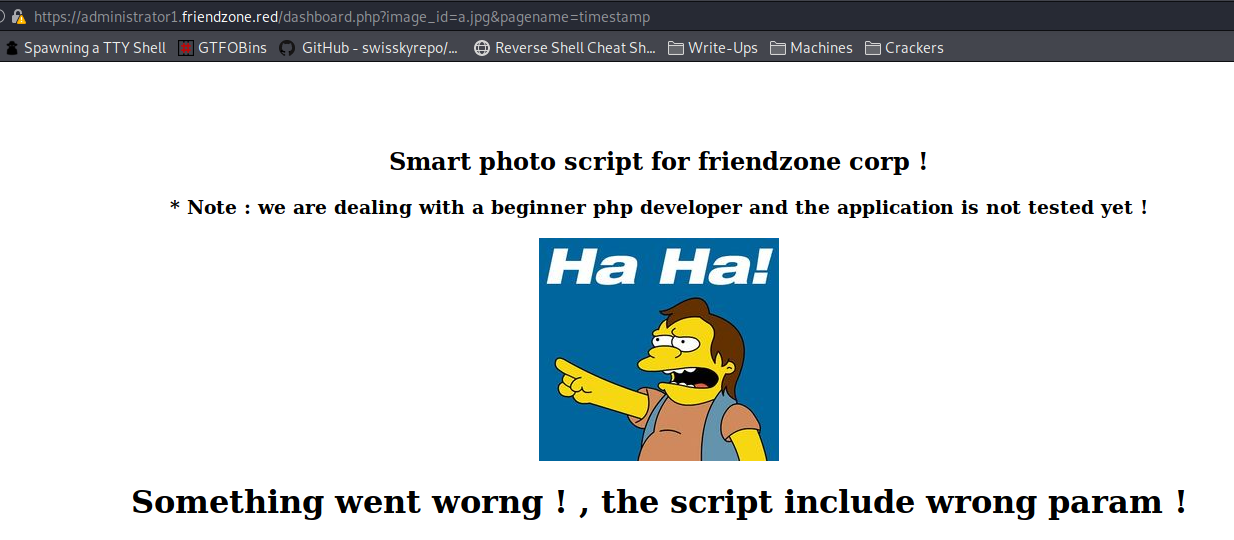 https://administrator1.friendzone.red/dashboard.php?image_id=a.jpg&pagename=timestamp
Spawning a TTY Shell GTFOBins GitHub - swisskyrepo/... Reverse Shell Cheat Sh... Write-Ups Machines Crackers
Smart photo script for friendzone corp !
* Note : we are dealing with a beginner php developer and the application is not tested yet !
Ha Ha!
Something went worng ! , the script include wrong param !